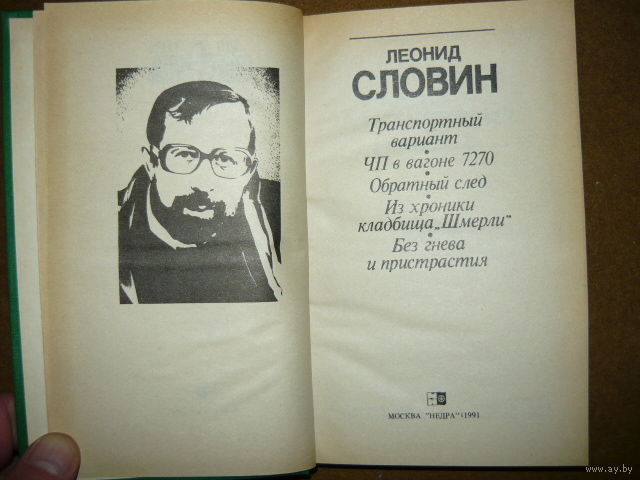 ЛЕОНИД
СЛОВИН
Транспортный
вариант
•
ЧП в вагоне 7270
•
Обратный след
•
Из хроники
кладбища „Шмерли"
•
Без гнева
и пристрастия
МОСКВА "НЕДРА" 1991
www.ay.by